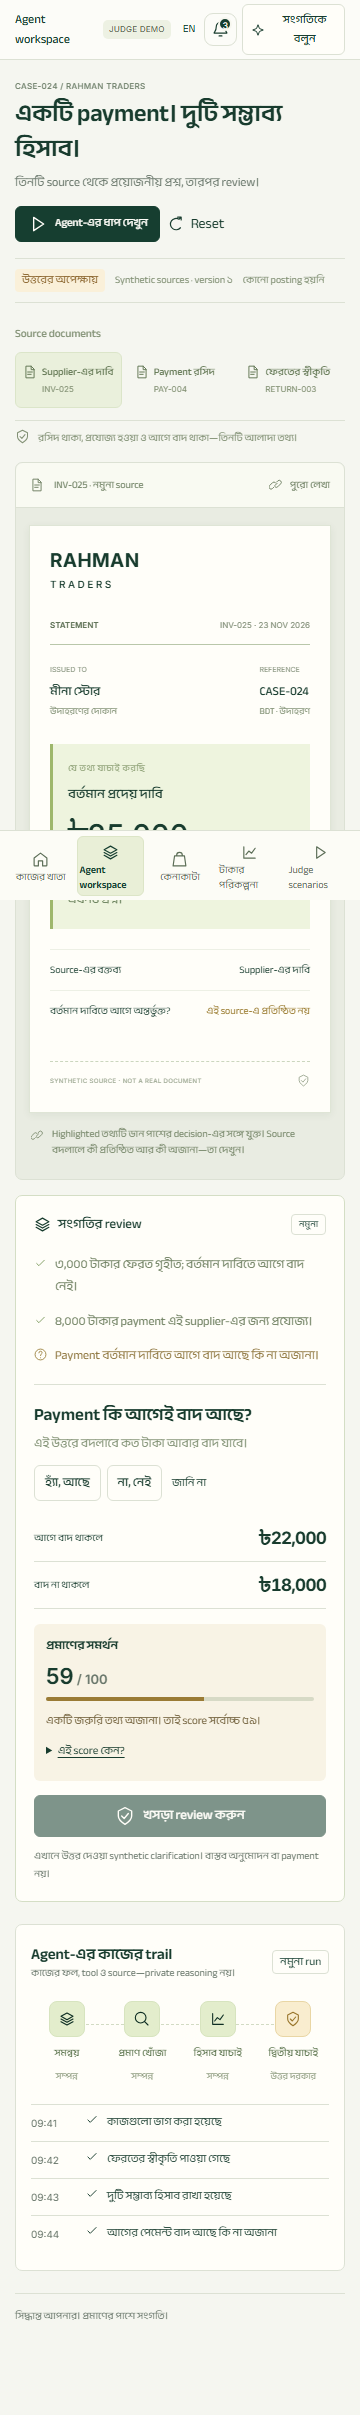 Agent
workspace
JUDGE DEMO
EN
3
সংগতিকে
বলুন
CASE-024 / RAHMAN TRADERS
একটি payment। দুটি সম্ভাব্য
হিসাব।
তিনটি source থেকে প্রয়োজনীয় প্রশ্ন, তারপর review।
Agent-এর ধাপ দেখুন
Reset
উত্তরের অপেক্ষায়
Synthetic sources · version ১
কোনো posting হয়নি
Source documents
Supplier-এর দাবি
INV-025
Payment রসিদ
PAY-004
ফেরতের স্বীকৃতি
RETURN-003
রসিদ থাকা, প্রযোজ্য হওয়া ও আগে বাদ থাকা—তিনটি আলাদা তথ্য।
INV-025 · নমুনা source
পুরো লেখা
RAHMAN
TRADERS
STATEMENT
INV-025 · 23 NOV 2026
ISSUED TO
REFERENCE
মীনা স্টোর
CASE-024
উদাহরণের দোকান
BDT · উদাহরণ
যে তথ্য যাচাই করছি
বর্তমান প্রদেয় দাবি
কাজের খাতা
Agent
workspace
কেনাকাটা
টাকার
পরিকল্পনা
Judge
scenarios
Source-এর বক্তব্য
Supplier-এর দাবি
বর্তমান দাবিতে আগে অন্তর্ভুক্ত?
এই source-এ প্রতিষ্ঠিত নয়
SYNTHETIC SOURCE · NOT A REAL DOCUMENT
Highlighted তথ্যটি ডান পাশের decision-এর সঙ্গে যুক্ত। Source
বদলালে কী প্রতিষ্ঠিত আর কী অজানা—তা দেখুন।
সংগতির review
নমুনা
৩,০০০ টাকার ফেরত গৃহীত; বর্তমান দাবিতে আগে বাদ
নেই।
8,000 টাকার payment এই supplier-এর জন্য প্রযোজ্য।
Payment বর্তমান দাবিতে আগে বাদ আছে কি না অজানা।
Payment কি আগেই বাদ আছে?
এই উত্তরে বদলাবে কত টাকা আবার বাদ যাবে।
হ্যাঁ, আছে
না, নেই
জানি না
আগে বাদ থাকলে
৳22,000
বাদ না থাকলে
৳18,000
প্রমাণের সমর্থন
59 / 100
একটি জরুরি তথ্য অজানা। তাই score সর্বোচ্চ ৫৯।
এই score কেন?
খসড়া review করুন
এখানে উত্তর দেওয়া synthetic clarification। বাস্তব অনুমোদন বা payment
নয়।
Agent-এর কাজের trail
কাজের ফল, tool ও source—private reasoning নয়।
নমুনা run
সমন্বয়
সম্পন্ন
প্রমাণ খোঁজা
সম্পন্ন
হিসাব যাচাই
সম্পন্ন
দ্বিতীয় যাচাই
উত্তর দরকার
09:41
কাজগুলো ভাগ করা হয়েছে
09:42
ফেরতের স্বীকৃতি পাওয়া গেছে
09:43
দুটি সম্ভাব্য হিসাব রাখা হয়েছে
09:44
আগের পেমেন্ট বাদ আছে কি না অজানা
সিদ্ধান্ত আপনার। প্রমাণের পাশে সংগতি।